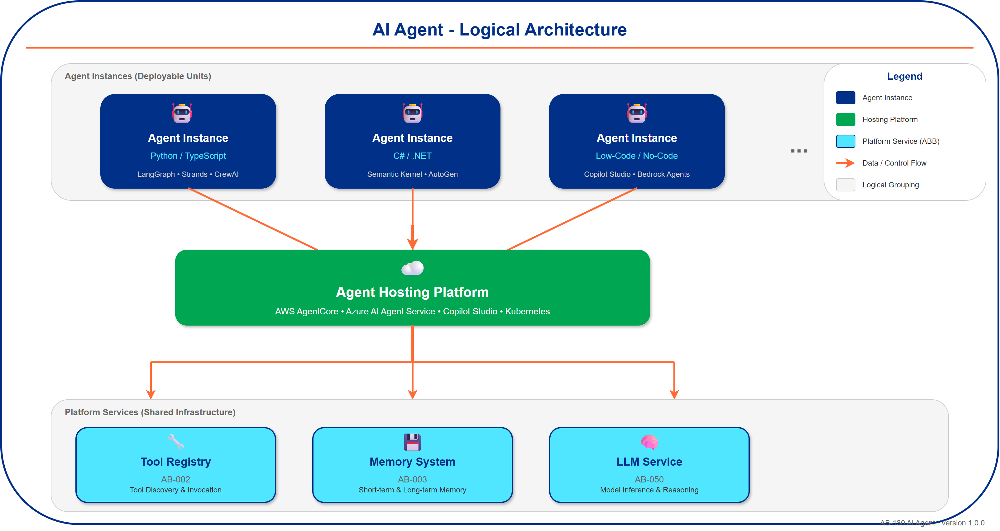 AI Agent - Logical Architecture
Agent Instances (Deployable Units)
Agent Instance
Python / TypeScript
LangGraph • Strands • CrewAI
Agent Instance
C# / .NET
Semantic Kernel • AutoGen
Agent Instance
Low-Code / No-Code
Copilot Studio • Bedrock Agents
...
Legend
Agent Instance
Hosting Platform
Platform Service (ABB)
Data / Control Flow
Logical Grouping
Agent Hosting Platform
AWS AgentCore • Azure AI Agent Service • Copilot Studio • Kubernetes
Platform Services (Shared Infrastructure)
Tool Registry
AB-002
Tool Discovery & Invocation
Memory System
AB-003
Short-term & Long-term Memory
LLM Service
AB-050
Model Inference & Reasoning
AB-130 AI Agent | Version 1.0.0